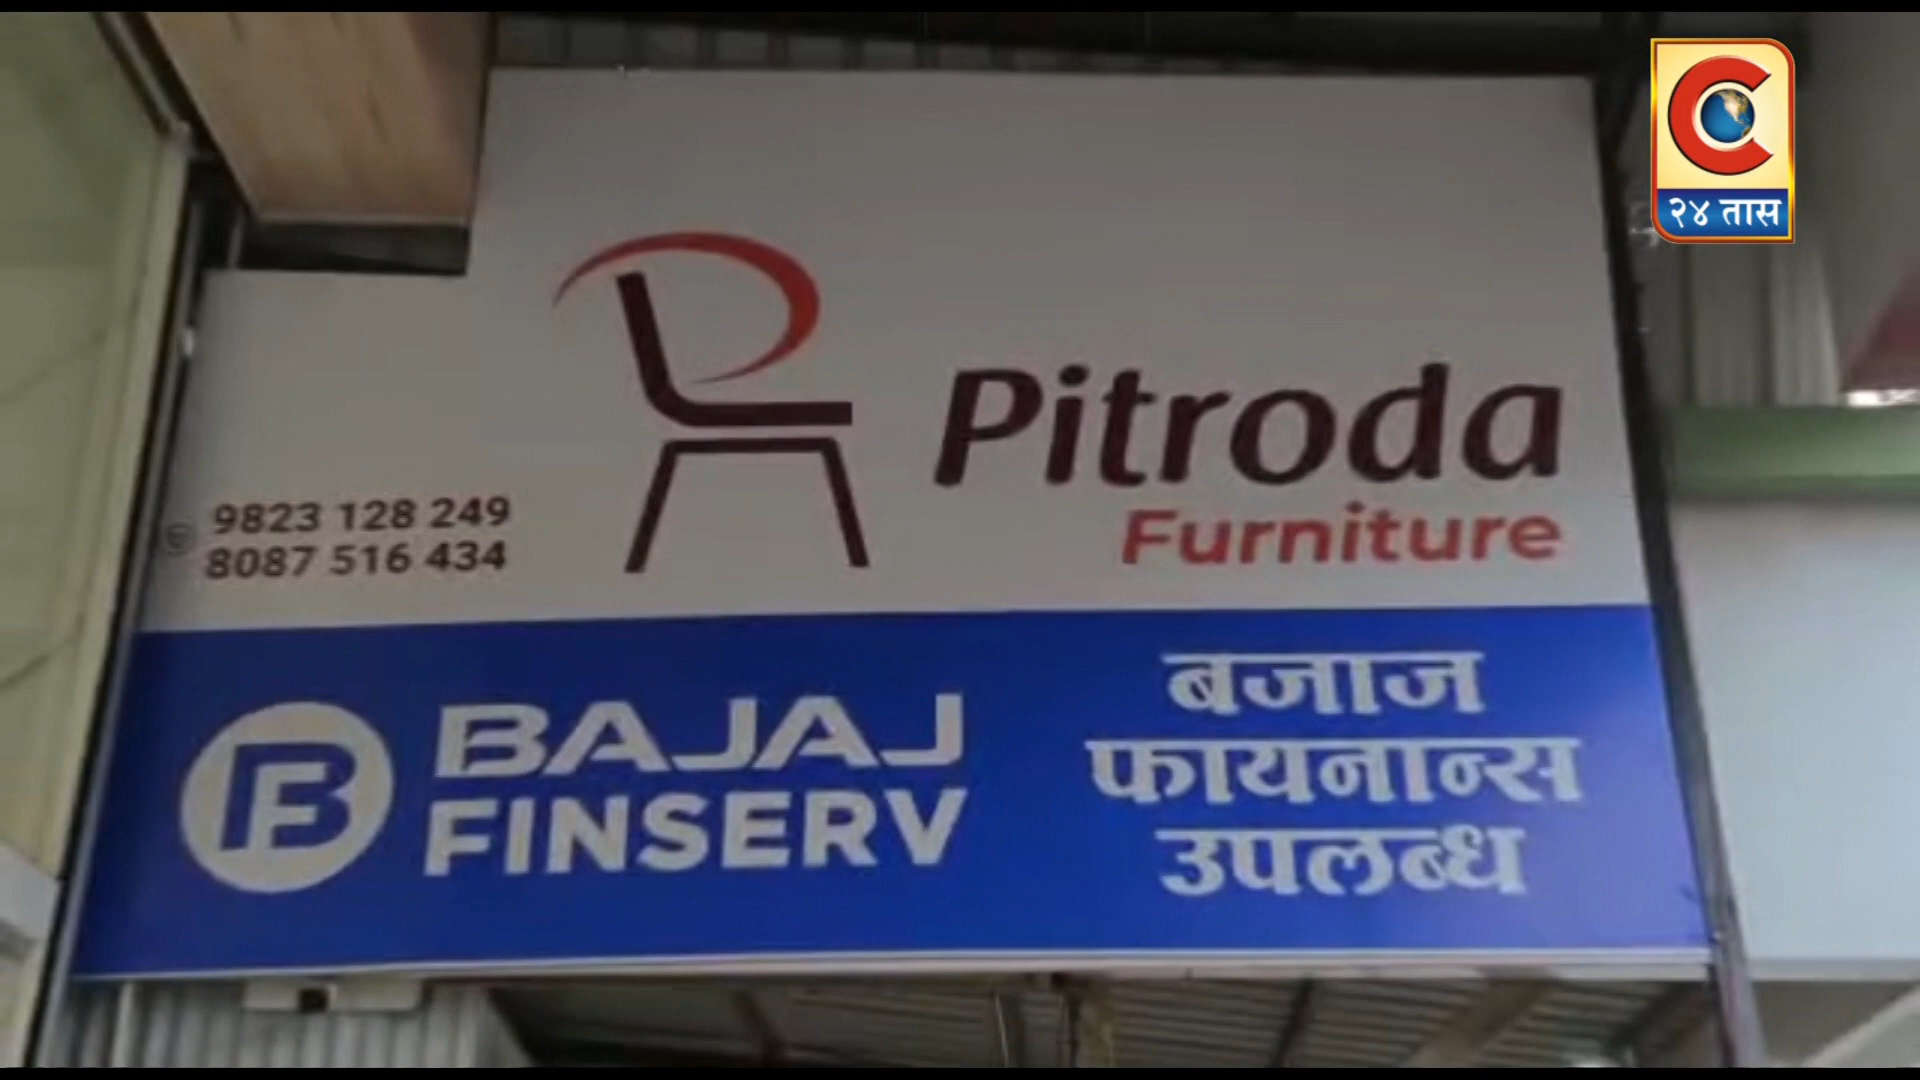 C
२४ तास
Pitroda
Furniture
9823 128 249
8087 516 434
BAJAJ
FINSERV
बजाज
फायनान्स
उपलब्ध